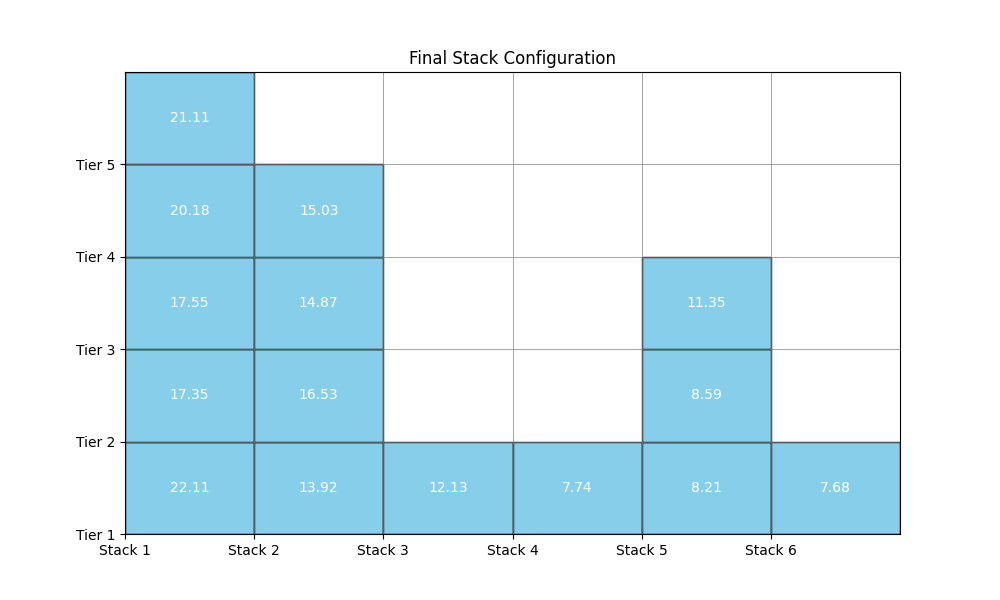 Final Stack Configuration
21.11
Tier 5
20.18 15.03
Tier 4
17.55 14.87 11.35
Tier 3
17.35 16.53 8.59
Tier 2
22.11 13.92 12.13 7.74 8.21 7.68
Tier 1
Stack 1 Stack 2 Stack 3 Stack 4 Stack 5 Stack 6